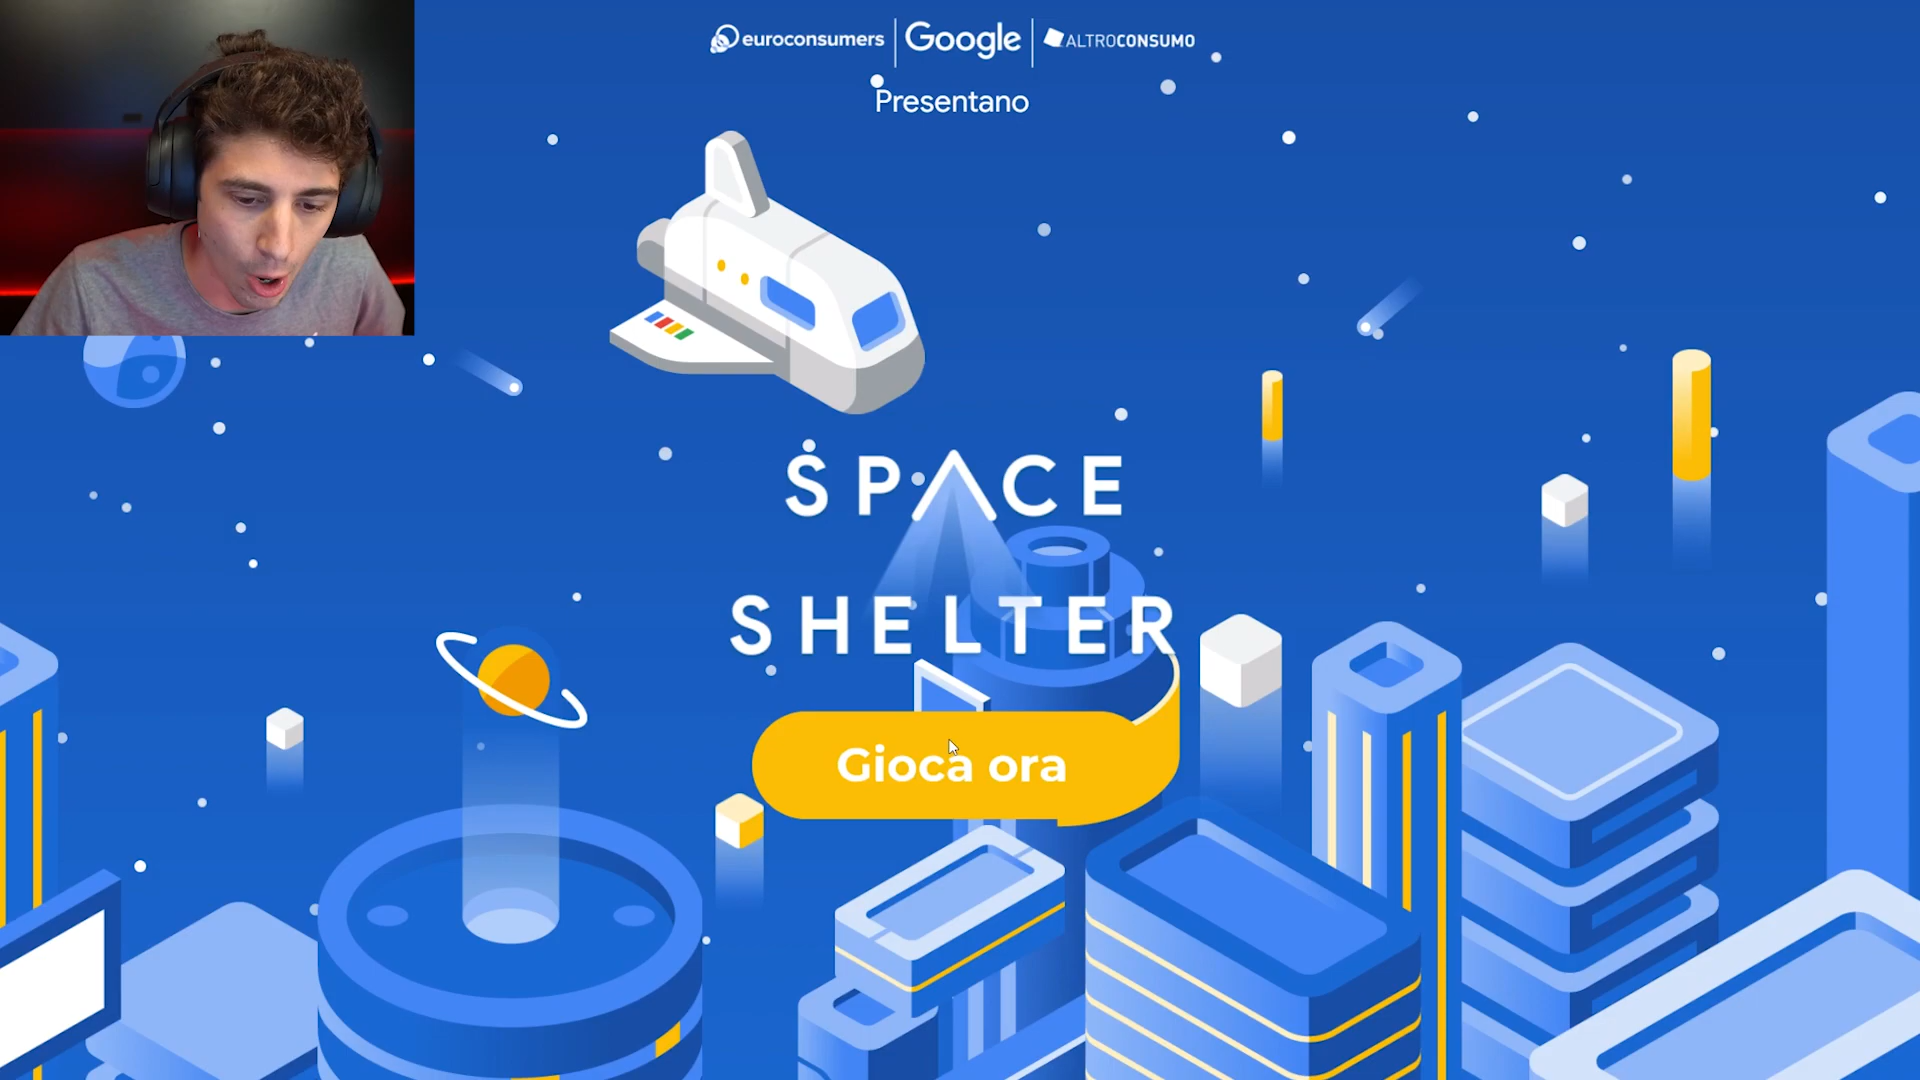 euroconsumers Google ALTROCONSUMO
Presentano
SPACE
SHELTER
Gioca ora